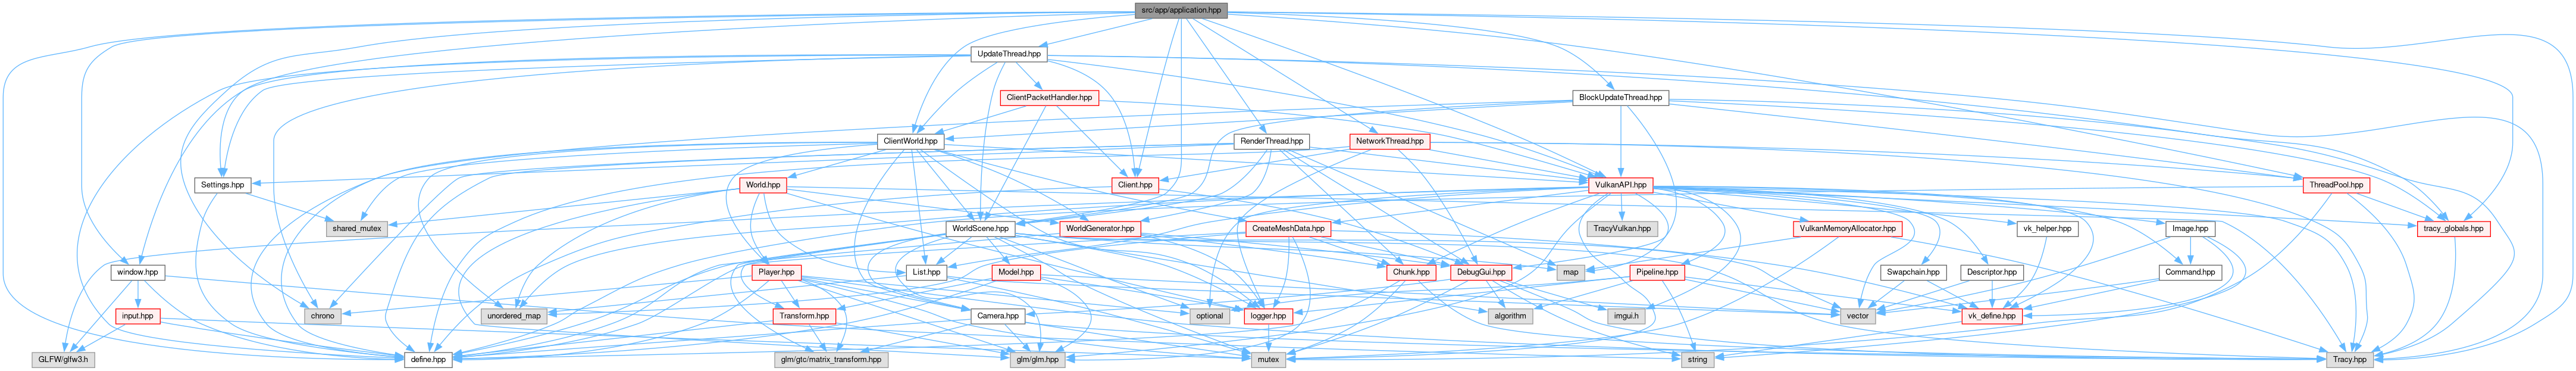 src/app/application.hpp
UpdateThread.hpp
ClientPacketHandler.hpp
BlockUpdateThread.hpp
ClientWorld.hpp
RenderThread.hpp
NetworkThread.hpp
Settings.hpp
World.hpp
Client.hpp
VulkanAPI.hpp
ThreadPool.hpp
shared_mutex
WorldScene.hpp
WorldGenerator.hpp
CreateMeshData.hpp
TracyVulkan.hpp
VulkanMemoryAllocator.hpp
vk_helper.hpp
Image.hpp
tracy_globals.hpp
window.hpp
Player.hpp
List.hpp
Model.hpp
Chunk.hpp
DebugGui.hpp
map
Pipeline.hpp
Swapchain.hpp
Descriptor.hpp
Command.hpp
input.hpp
chrono
unordered_map
Transform.hpp
Camera.hpp
optional
logger.hpp
algorithm
imgui.h
vector
vk_define.hpp
GLFW/glfw3.h
define.hpp
glm/gtc/matrix_transform.hpp
glm/glm.hpp
mutex
string
Tracy.hpp